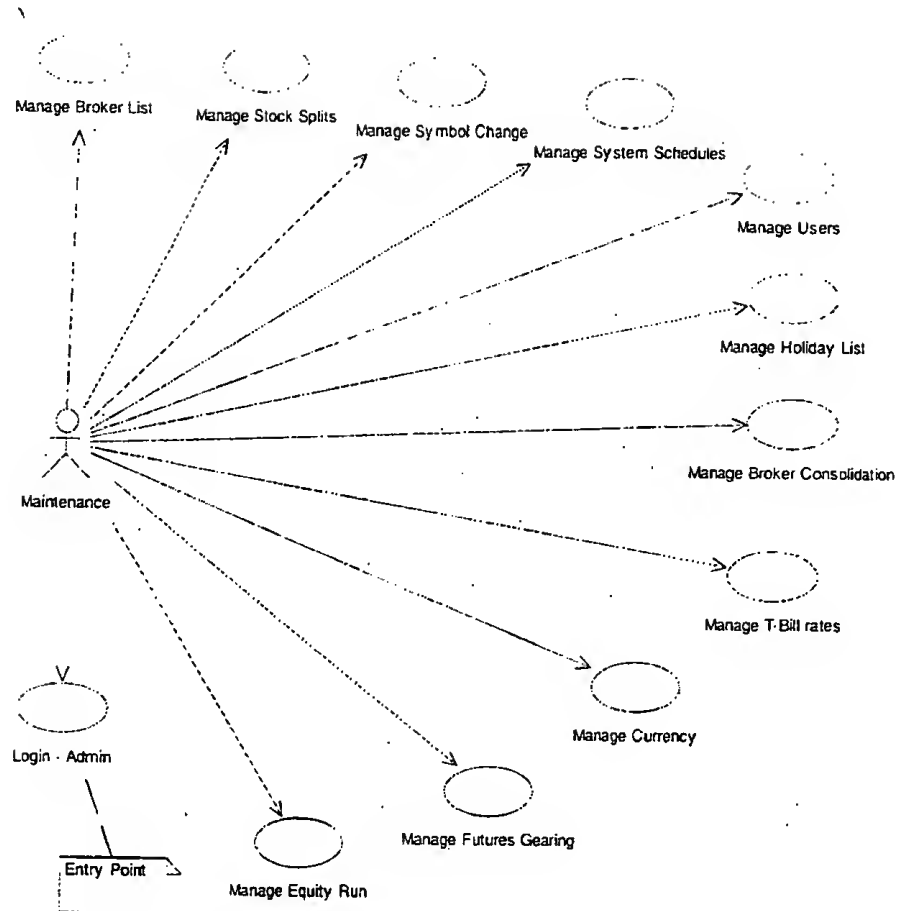 Manage Broker List
Manage Stock Splits
Manage Symbol Change
Manage System Schedules
Manage Users
Manage Holiday List
Manage Broker Consolidation
Maintenance
Manage T-Bill rates
Manage Currency
Login - Admin
Manage Futures Gearing
Entry Point
Manage Equity Run